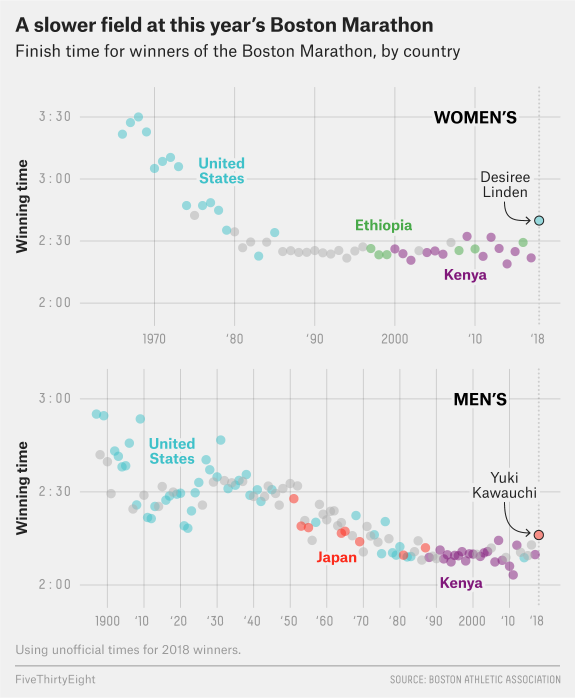 A slower field at this year's Boston Marathon
Finish time for winners of the Boston Marathon, by country
WOMEN'S
Winning time
3:30
3:00
2:30
2:00
United
States
Desiree
Linden
Ethiopia
Kenya
1970 '80 '90 2000 '10 '18
MEN'S
Winning time
3:00
2:30
2:00
United
States
Yuki
Kawauchi
Japan
Kenya
1900 '10 '20 '30 '40 '50 '60 '70 '80 '90 2000 '10 '18
Using unofficial times for 2018 winners.
FiveThirtyEight
SOURCE: BOSTON ATHLETIC ASSOCIATION